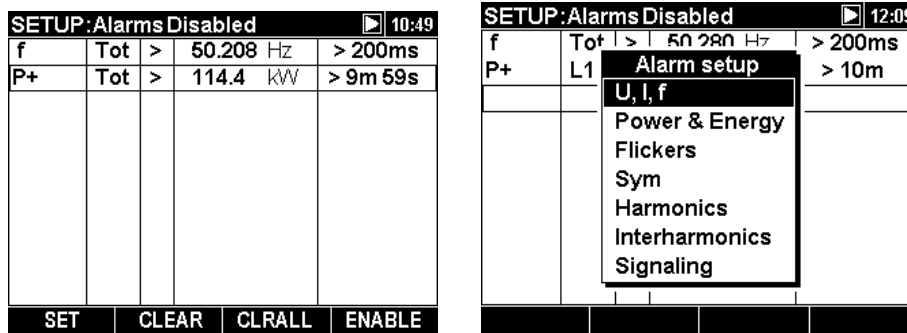 SETUP:Alarms Disabled 10:49
f Tot > 50.208 Hz > 200ms
P+ Tot > 114.4 kW > 9m 59s
SET CLEAR CLRALL ENABLE
SETUP:Alarms Disabled 12:09
f Tot > 50.280 Hz > 200ms
P+ L1 > 10m
Alarm setup
U, I, f
Power & Energy
Flickers
Sym
Harmonics
Interharmonics
Signaling